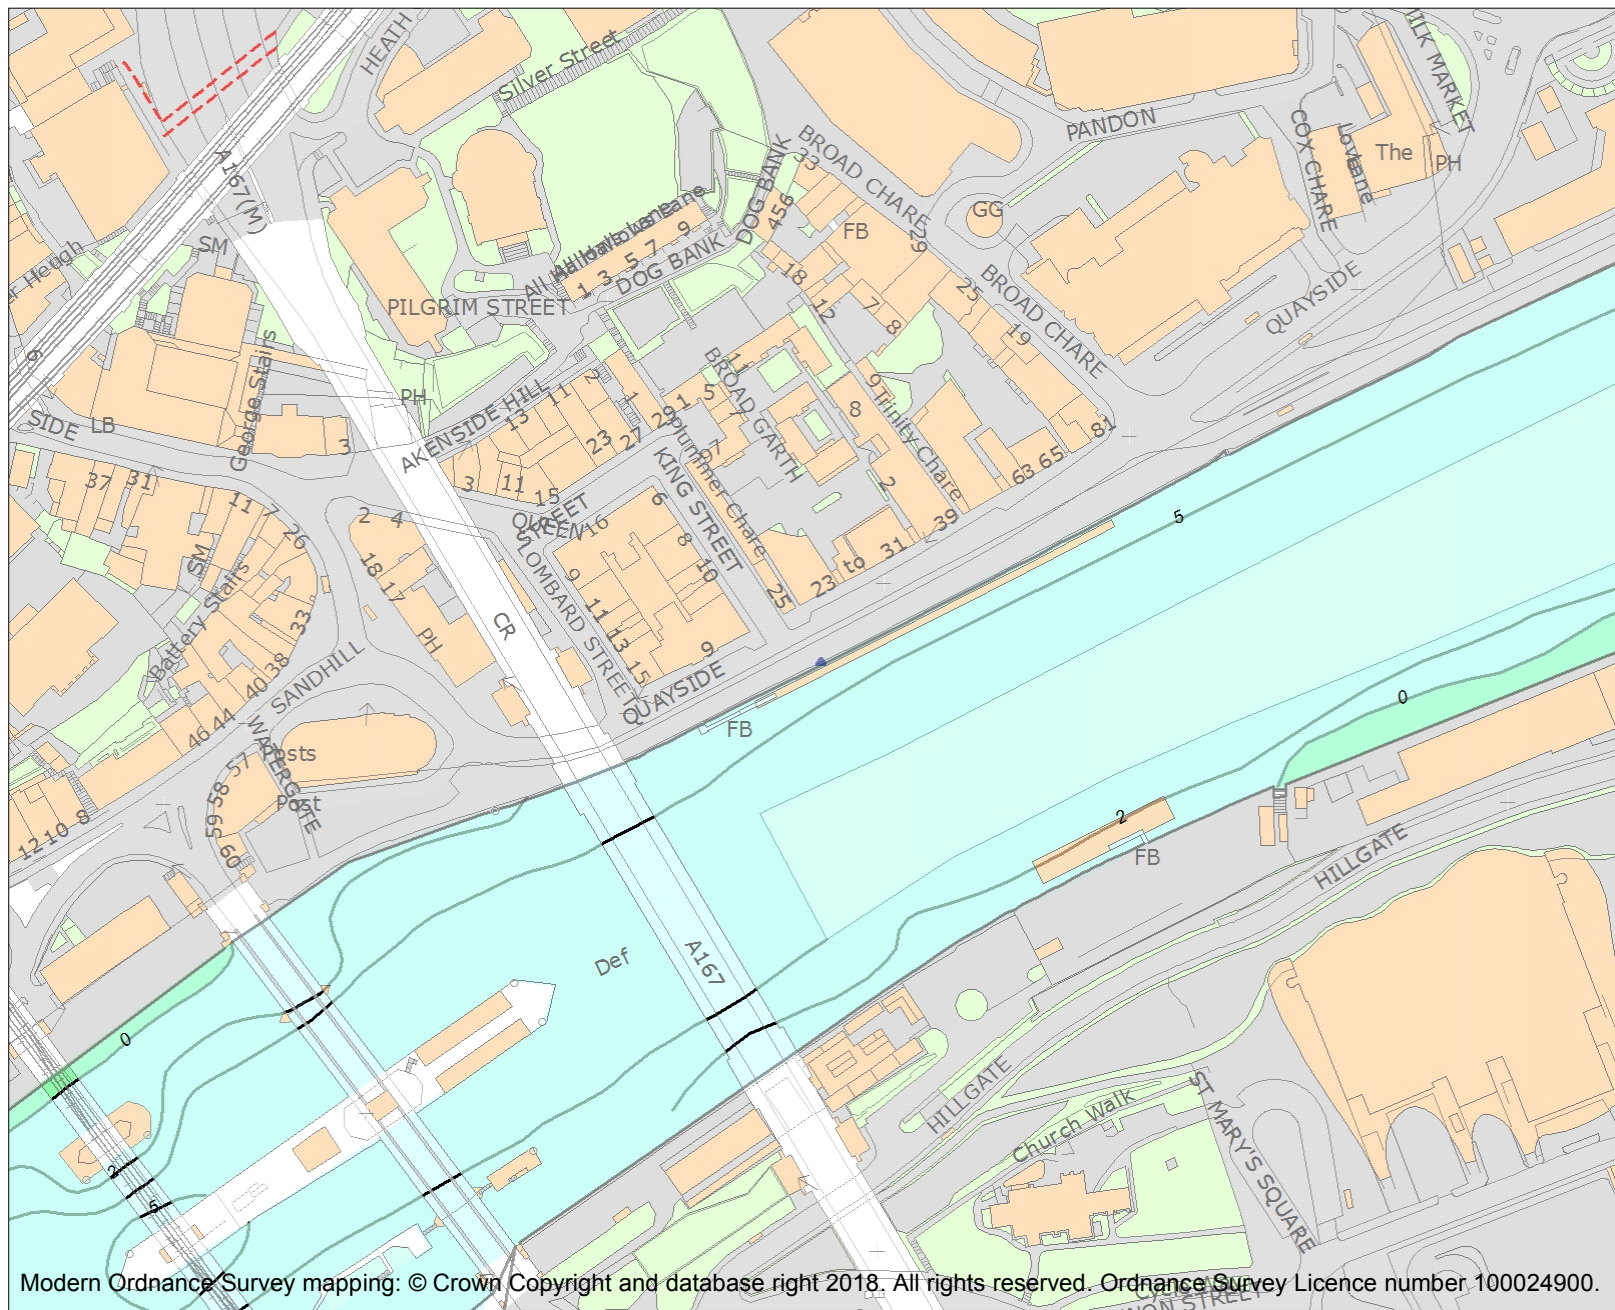 HEATH
Silver Street
MILK MARKET
PANDON
COX CHARE
The
PH
A167(M)
BROAD CHARE
33
DOG BANK
456
FB
29
GG
SM
9
1 3 5 7
DOG BANK
PILGRIM STREET
18
12
7
8
25
BROAD CHARE
19
QUAYSIDE
George Stairs
PH
SIDE
LB
3
AKENSIDE HILL
13
11
2
1
23
27
29
1
5
7
11
BROAD GARTH
8
9
Trinity Chare
2
63 65
81
37
31
11
7
26
3
11
15
QUEEN
STREET
16
Plummer Chare
97
KING STREET
6
8
10
39
31
23 to
25
5
2
4
18
17
SM
Battery Stairs
33
PH
CR
LOMBARD STREET
9
11
13
15
9
QUAYSIDE
FB
40
38
SANDHILL
46
44
WATERGATE
Posts
Post
57
58
59
60
12
10
8
0
2
FB
HILLGATE
Def
A167
0
HILLGATE
Church Walk
ST MARY'S SQUARE
2
5
Modern Ordnance Survey mapping: © Crown Copyright and database right 2018. All rights reserved. Ordnance Survey Licence number 100024900.